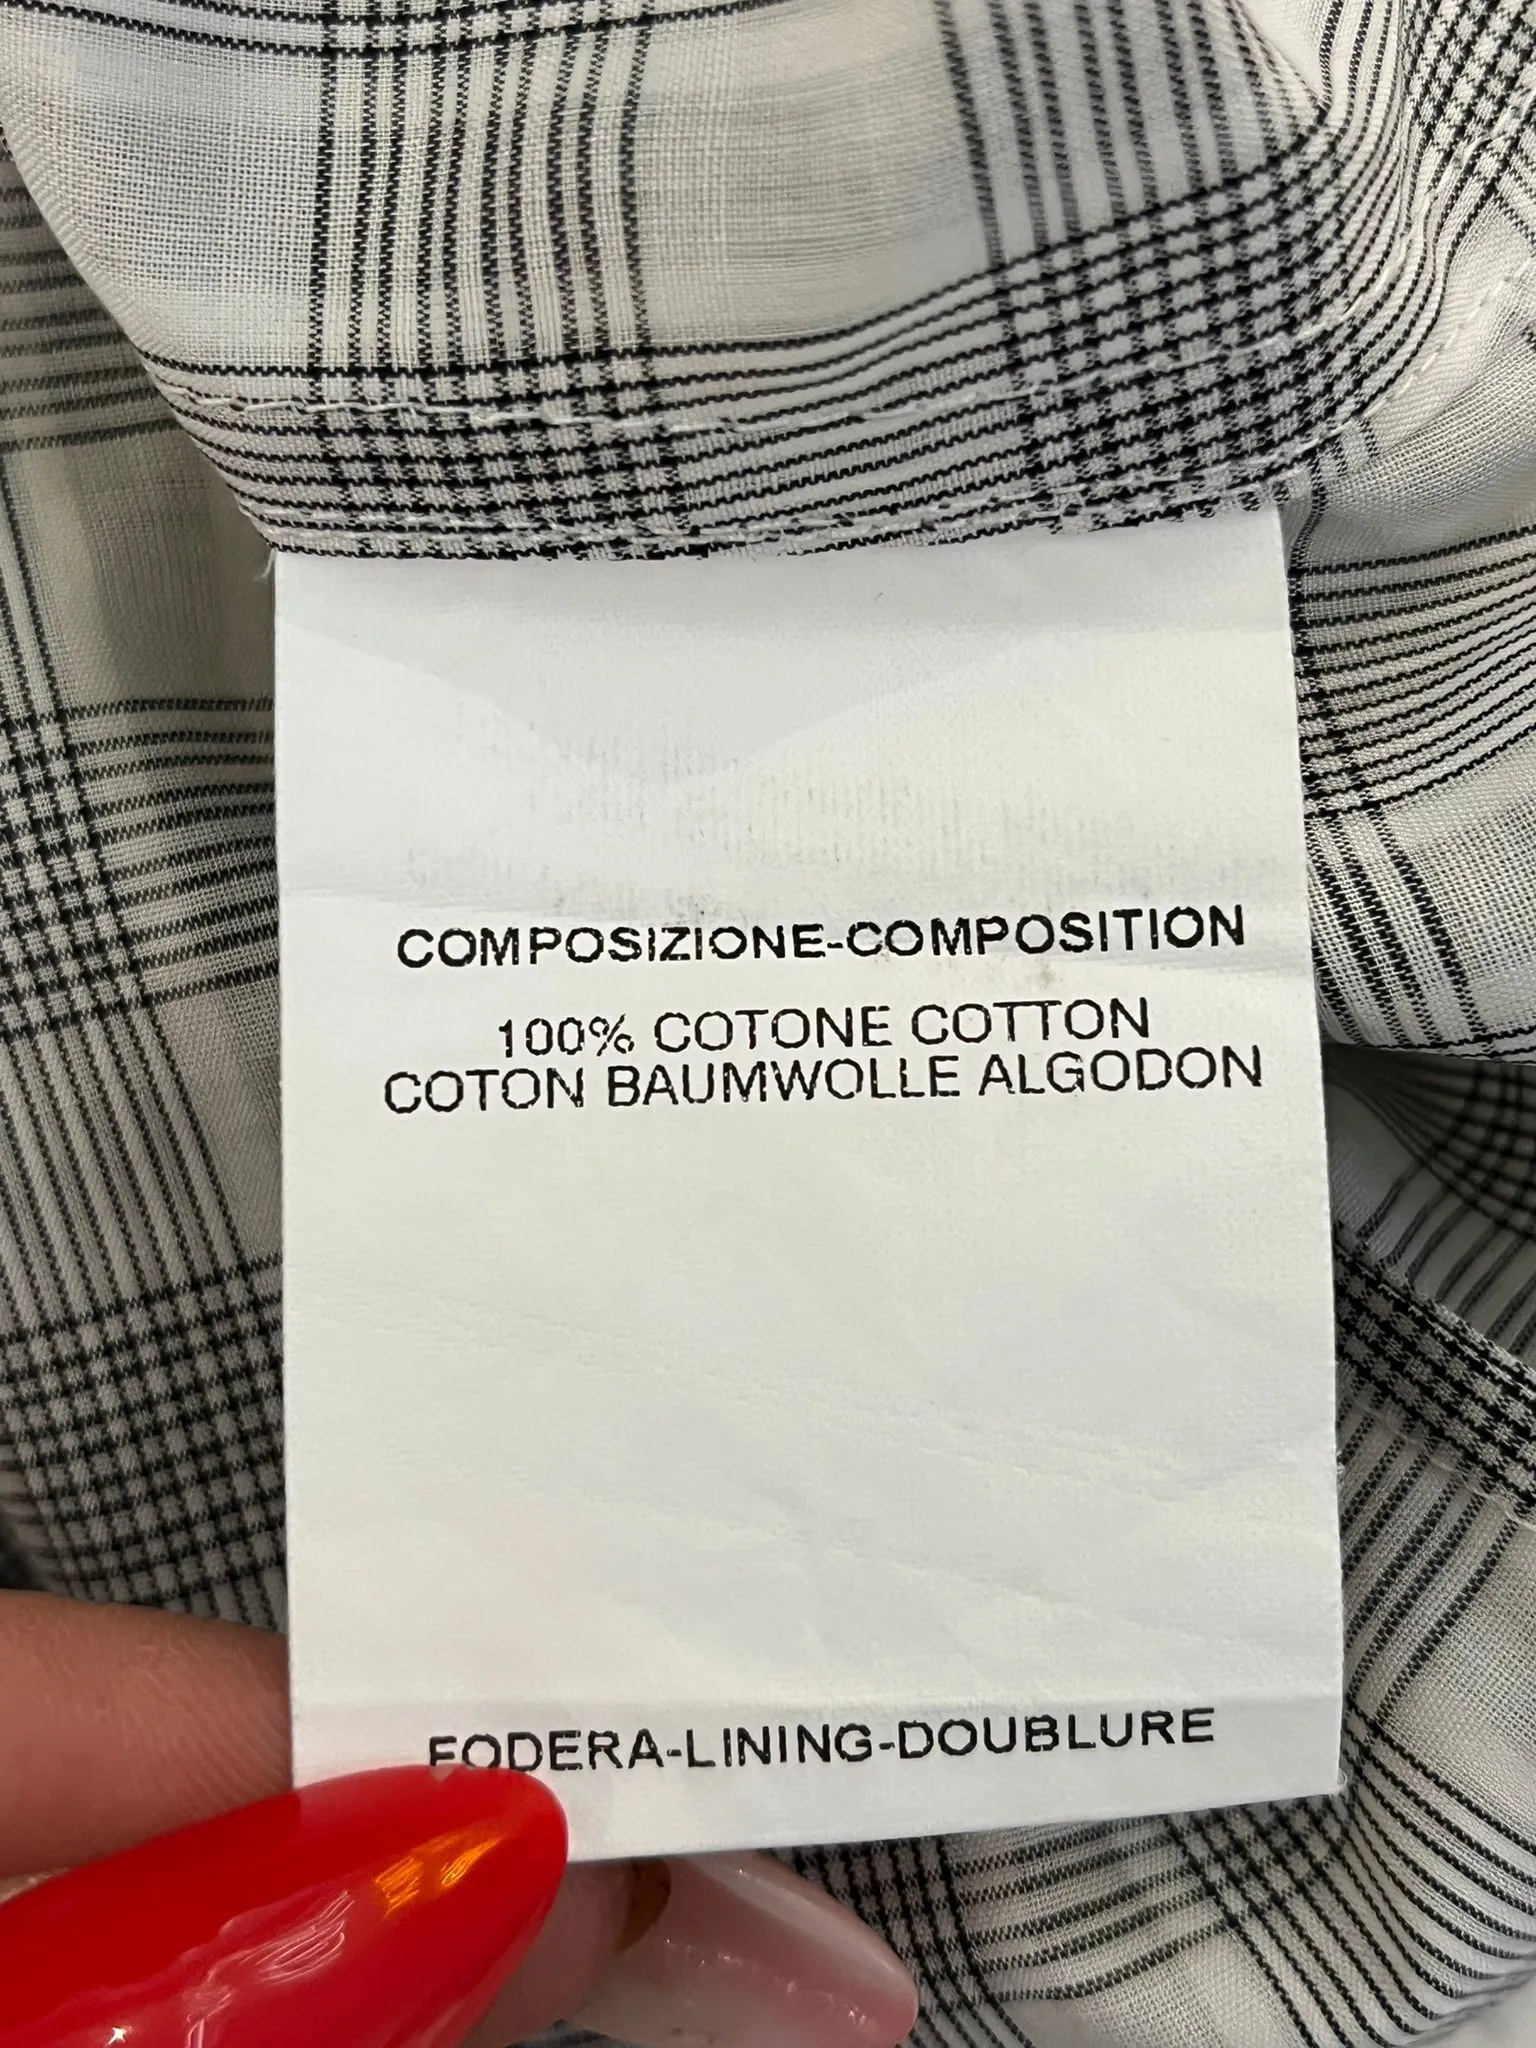 COMPOSIZIONE-COMPOSITION
100% COTONE COTTON
COTON BAUMWOLLE ALGODON
FODERA-LINING-DOUBLURE